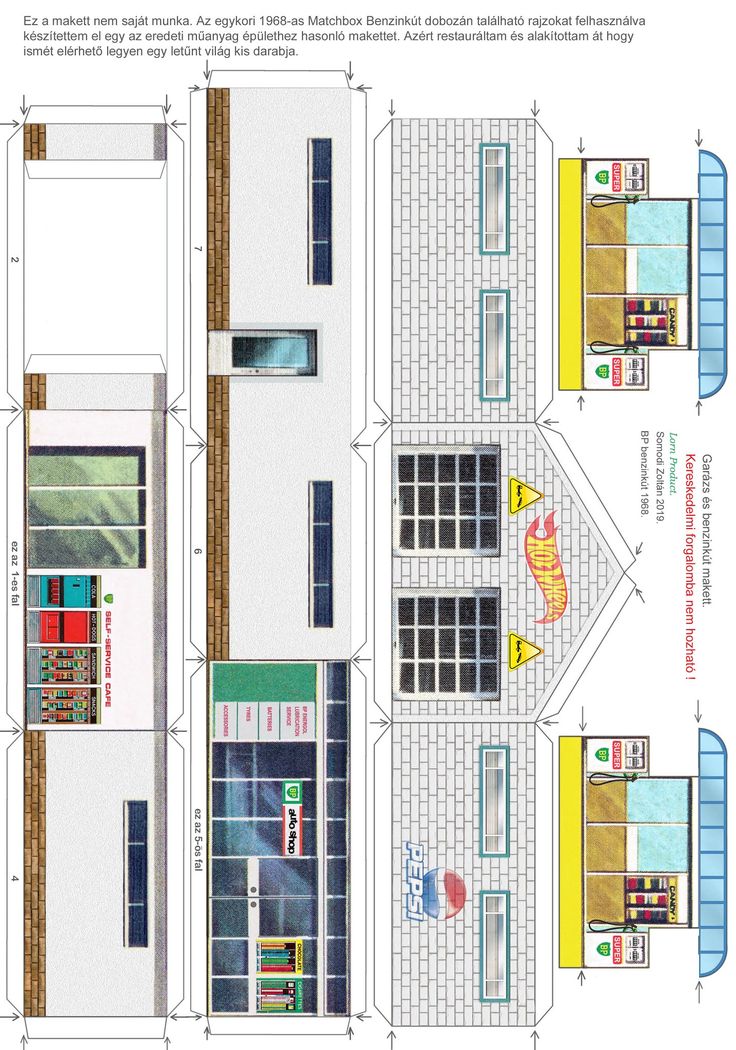 Ez a makett nem saját munka. Az egykori 1968-as Matchbox Benzinkút dobozán található rajzokat felhasználva
készítettem el egy az eredeti műanyag épülethez hasonló makettet. Azért restauráltam és alakítottam át hogy
ismét elérhető legyen egy letűnt világ kis darabja.
Garázs és benzinkút makett.
Kereskedelmi forgalomba nem hozható !
Lorn Product.
Somodi Zoltán 2019.
BP benzinkút 1968.
BP
SUPER
CANDY
SUPER
BP
HOT WHEELS
PEPSI
BP
SUPER
CANDY
SUPER
BP
7
6
ez az 5-ös fal
BP ENERGOL
LUBRICATION
SERVICE
BATTERIES
TYRES
ACCESSORIES
BP
auto shop
CHOCOLATE
CIGARETTES
2
ez az 1-es fal
SELF-SERVICE CAFE
COLA
HOT-DOGS
SANDWICH
SNACKS
4